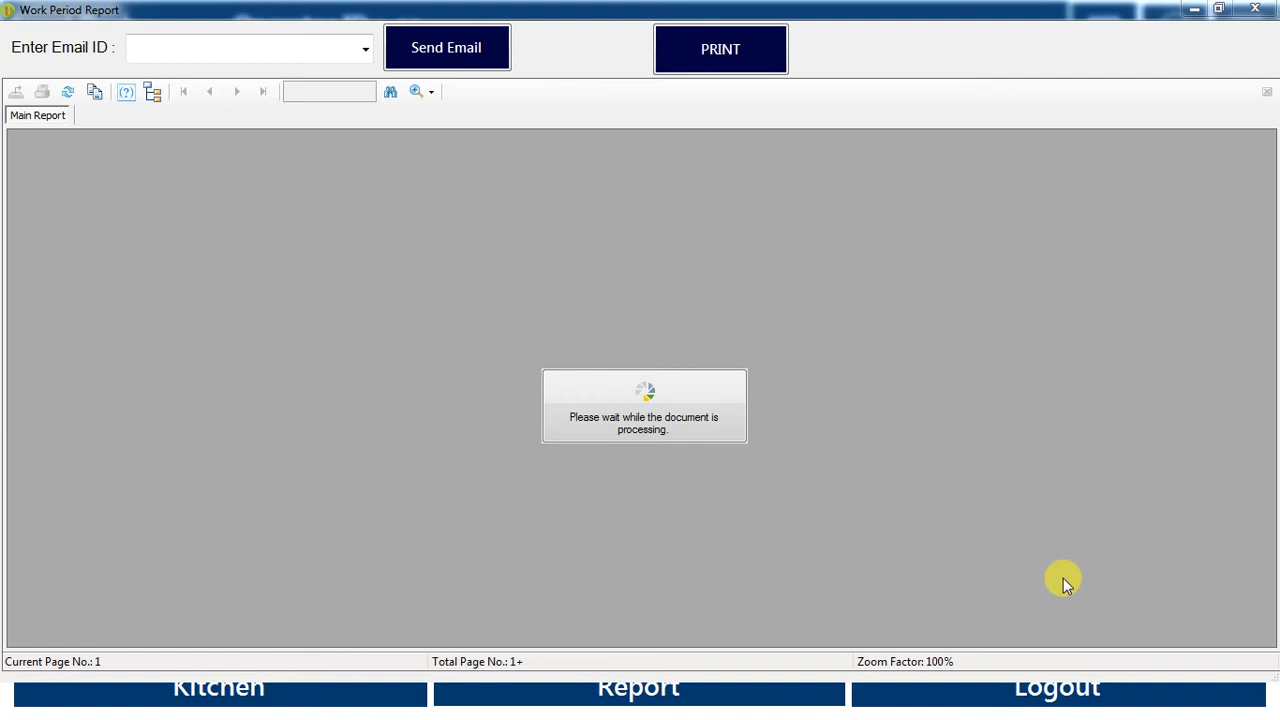 Work Period Report
Enter Email ID :
Send Email
PRINT
(?)
Main Report
Please wait while the document is
processing.
Current Page No.: 1
Total Page No.: 1+
Zoom Factor: 100%
Kitchen
Report
Logout